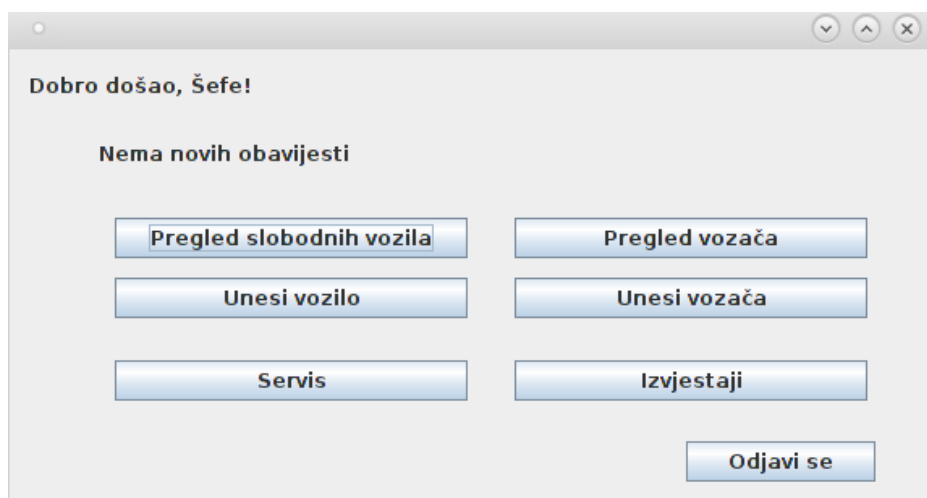 Dobro došao, Šefe!
Nema novih obavijesti
Pregled slobodnih vozila
Pregled vozača
Unesi vozilo
Unesi vozača
Servis
Izvjestaji
Odjavi se